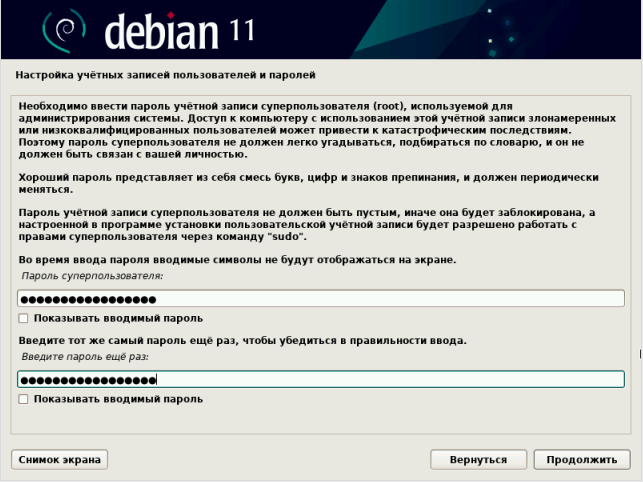 debian 11
Настройка учётных записей пользователей и паролей
Необходимо ввести пароль учётной записи суперпользователя (root), используемой для
администрирования системы. Доступ к компьютеру с использованием этой учётной записи злонамеренных
или низкоквалифицированных пользователей может привести к катастрофическим последствиям.
Поэтому пароль суперпользователя не должен легко угадываться, подбираться по словарю, и он не
должен быть связан с вашей личностью.
Хороший пароль представляет из себя смесь букв, цифр и знаков препинания, и должен периодически
меняться.
Пароль учётной записи суперпользователя не должен быть пустым, иначе она будет заблокирована, а
настроенной в программе установки пользовательской учётной записи будет разрешено работать с
правами суперпользователя через команду "sudo".
Во время ввода пароля вводимые символы не будут отображаться на экране.
Пароль суперпользователя:
Показывать вводимый пароль
Введите тот же самый пароль ещё раз, чтобы убедиться в правильности ввода.
Введите пароль ещё раз:
Показывать вводимый пароль
Снимок экрана Вернуться Продолжить